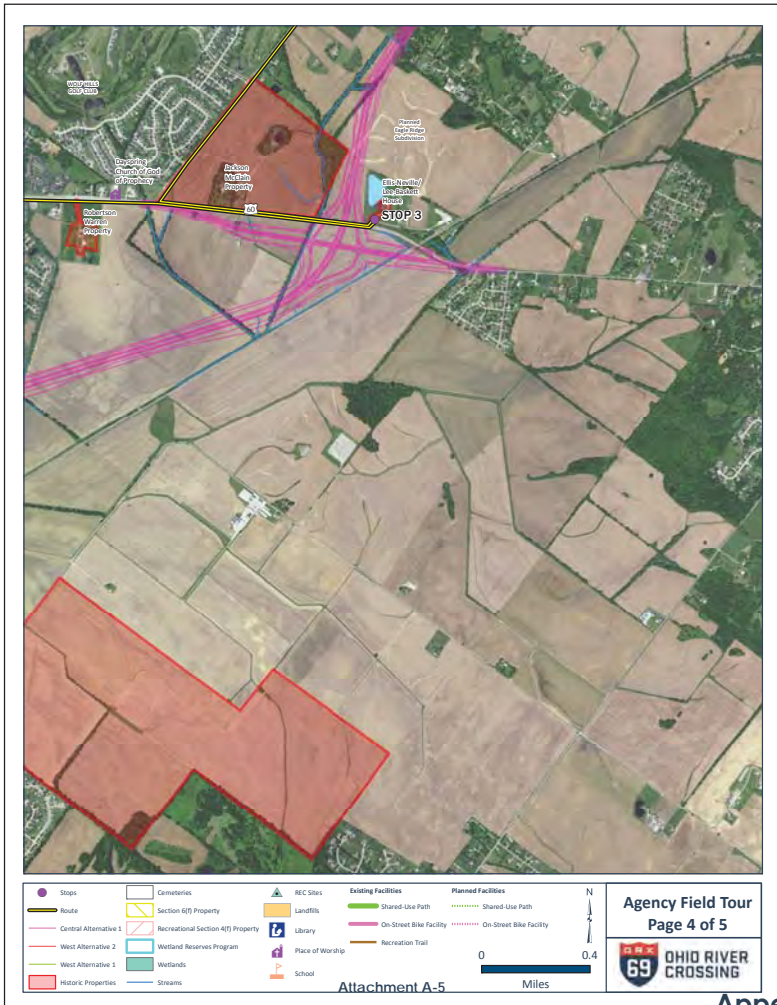 WOLF HILLS
GOLF CLUB
Planned
Eagle Ridge
Subdivision
Dayspring
Church of God
of Prophecy
Jackson
McClain
Property
Ellis-Neville/
Lee-Baskett
House
60
STOP 3
Robertson
Warren
Property
Stops
Route
Central Alternative 1
West Alternative 2
West Alternative 1
Historic Properties
Cemeteries
Section 6(f) Property
Recreational Section 4(f) Property
Wetland Reserves Program
Wetlands
Streams
REC Sites
Landfills
Library
Place of Worship
School
Existing Facilities
Shared-Use Path
On-Street Bike Facility
Recreation Trail
Planned Facilities
Shared-Use Path
On-Street Bike Facility
N
0 0.4
Miles
Attachment A-5
Agency Field Tour
Page 4 of 5
ORX
69
OHIO RIVER
CROSSING
Appe